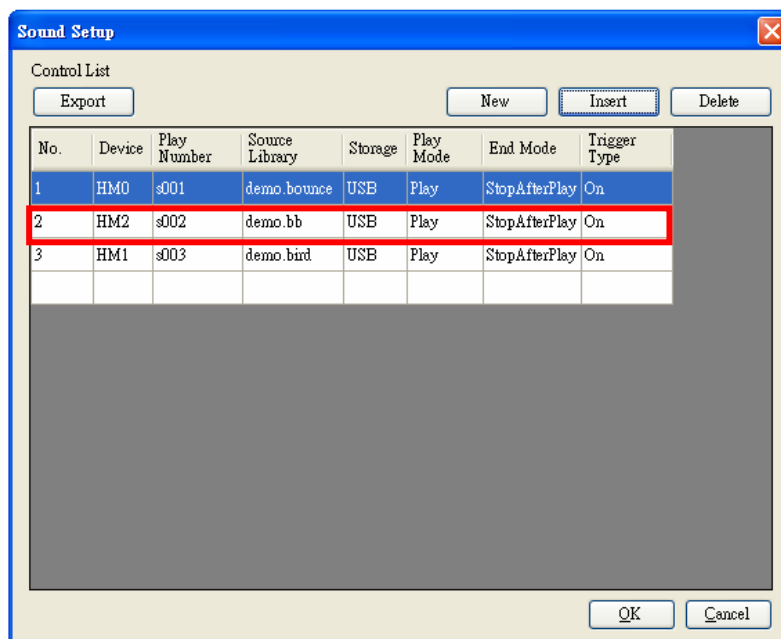 Sound Setup
Control List
Export New Insert Delete
No. Device Play Number Source Library Storage Play Mode End Mode Trigger Type
1 HM0 s001 demo.bounce USB Play StopAfterPlay On
2 HM2 s002 demo.bb USB Play StopAfterPlay On
3 HM1 s003 demo.bird USB Play StopAfterPlay On
OK Cancel